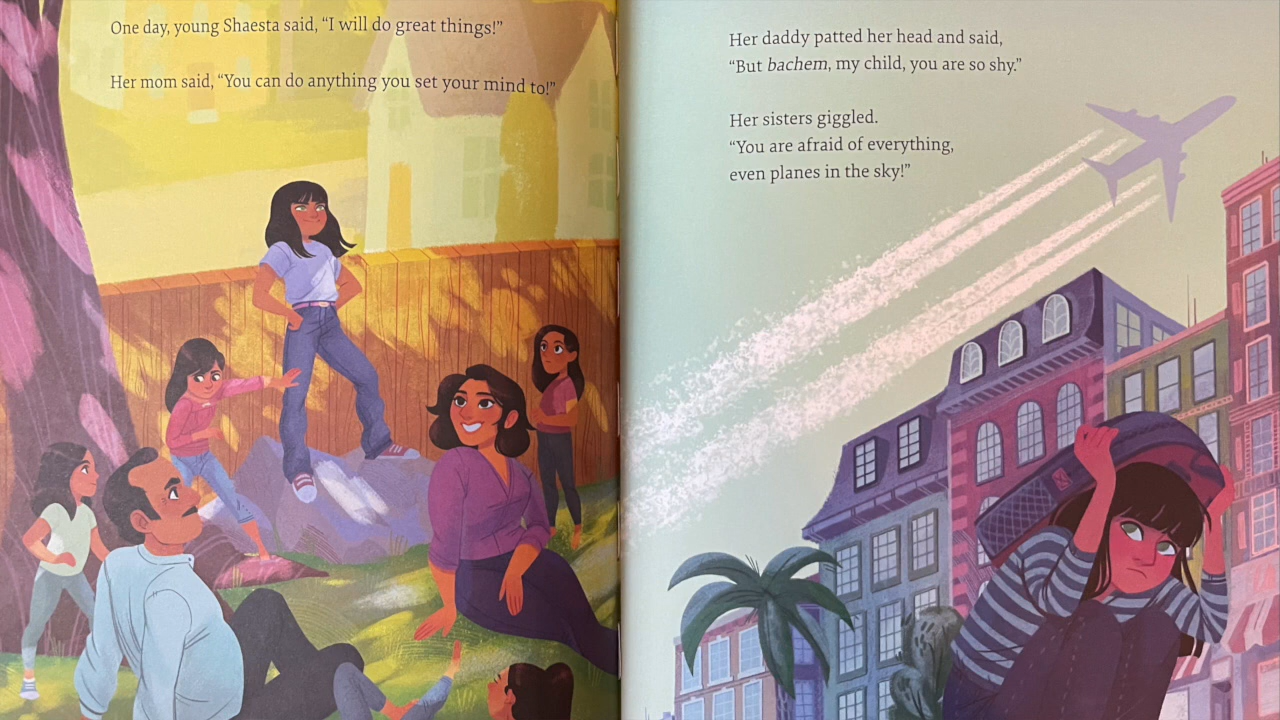 One day, young Shaesta said, “I will do great things!”
Her mom said, “You can do anything you set your mind to!”
Her daddy patted her head and said,
“But bachem, my child, you are so shy.”
Her sisters giggled.
“You are afraid of everything,
even planes in the sky!”